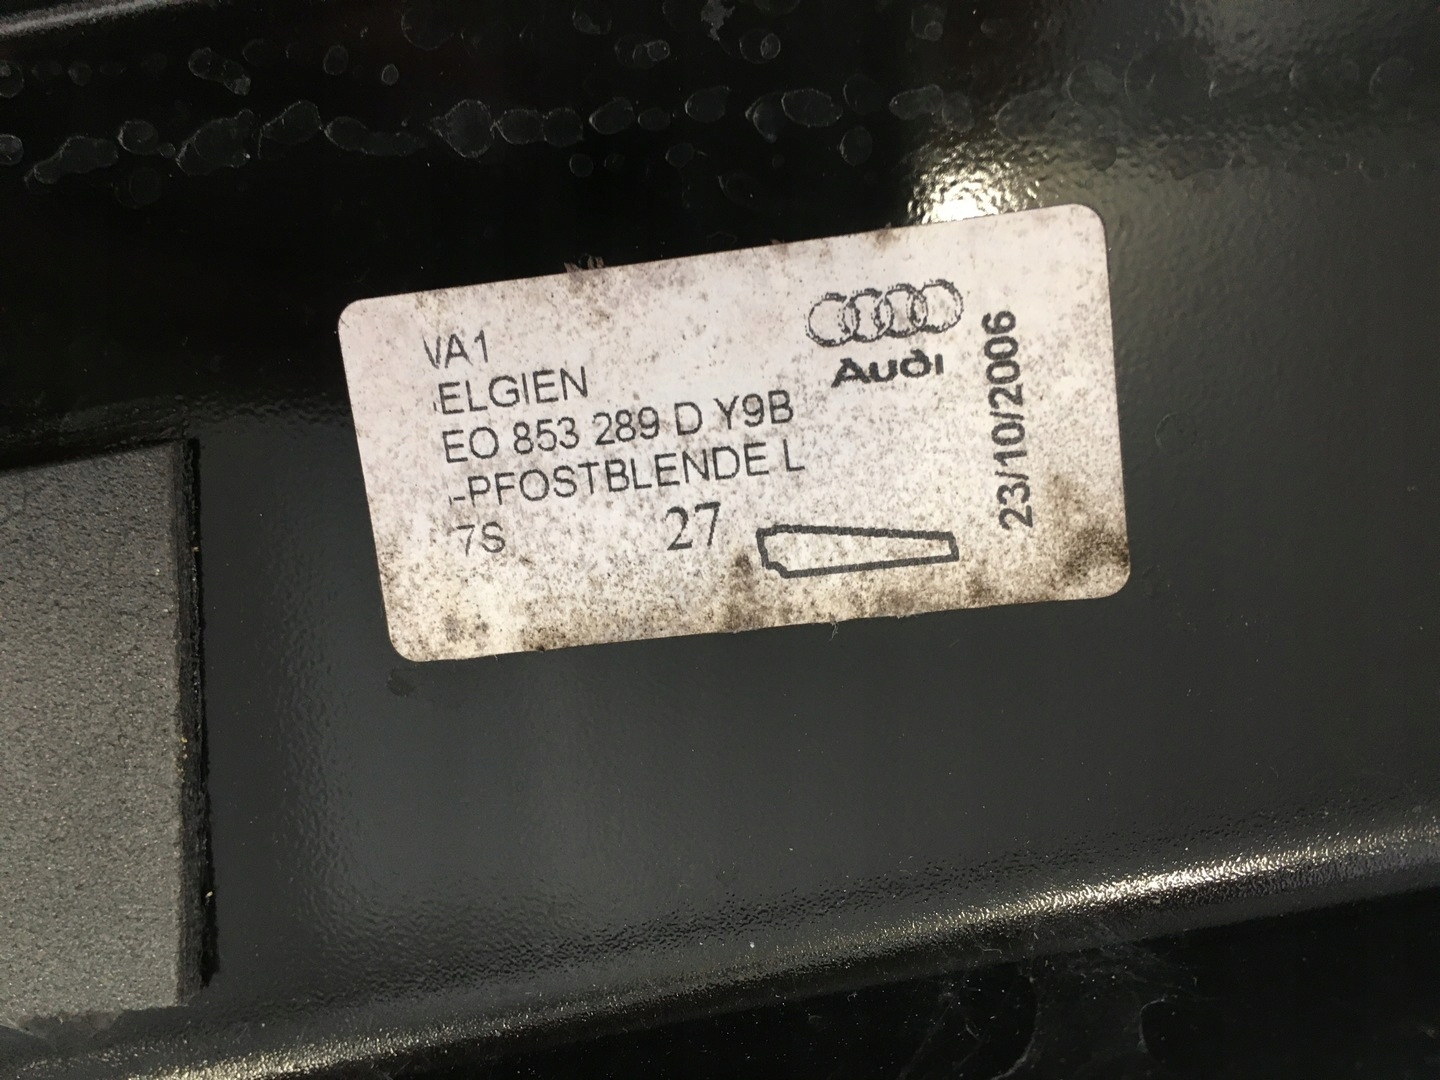 VA1
ELGIEN
EO 853 289 D Y9B
-PFOSTBLENDE L
7S
27
Audi
23/10/2006